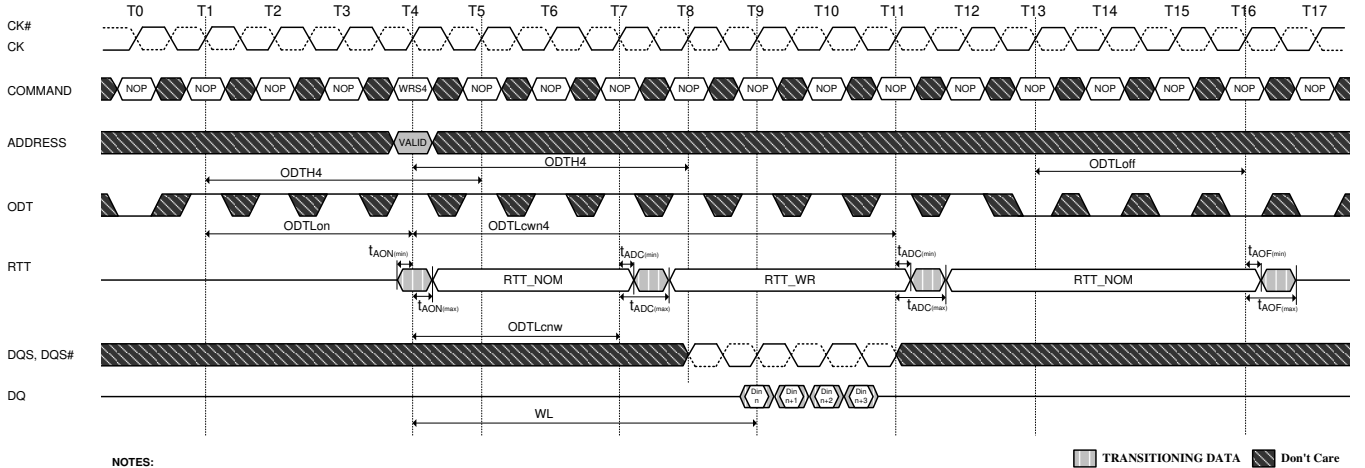 T0 T1 T2 T3 T4 T5 T6 T7 T8 T9 T10 T11 T12 T13 T14 T15 T16 T17
CK#
CK
COMMAND NOP NOP NOP NOP WRS4 NOP NOP NOP NOP NOP NOP NOP NOP NOP NOP NOP NOP NOP
ADDRESS VALID
ODTH4 ODTLoff
ODTH4
ODT
ODTLon ODTLcwn4
tAON(min) tADC(min) tADC(min) tAOF(min)
RTT RTT_NOM RTT_WR RTT_NOM
tAON(max) tADC(max) tADC(max) tAOF(max)
ODTLcnw
DQS, DQS#
DQ Din n Din n+1 Din n+2 Din n+3
WL
NOTES: TRANSITIONING DATA Don't Care